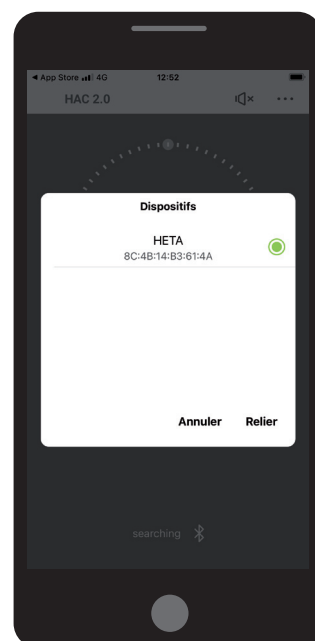 App Store 4G 12:52
HAC 2.0
Dispositifs
HETA
8C:4B:14:B3:61:4A
Annuler Relier
searching